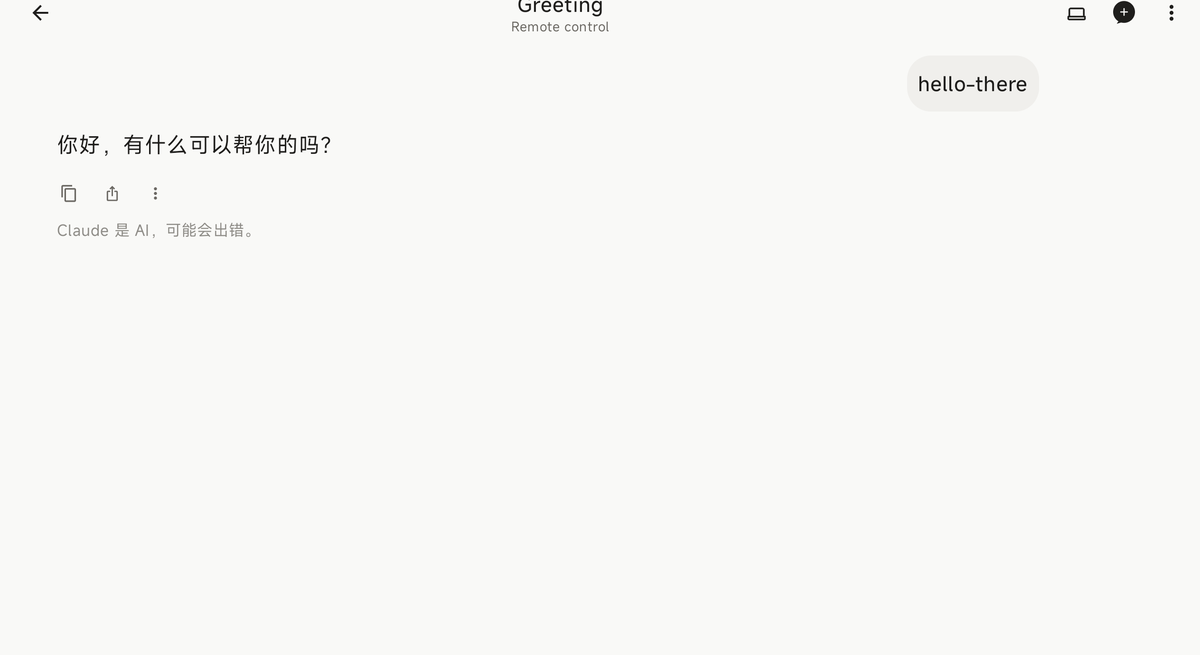 Greeting
Remote control
hello-there
你好，有什么可以帮你的吗？
Claude 是 AI，可能会出错。